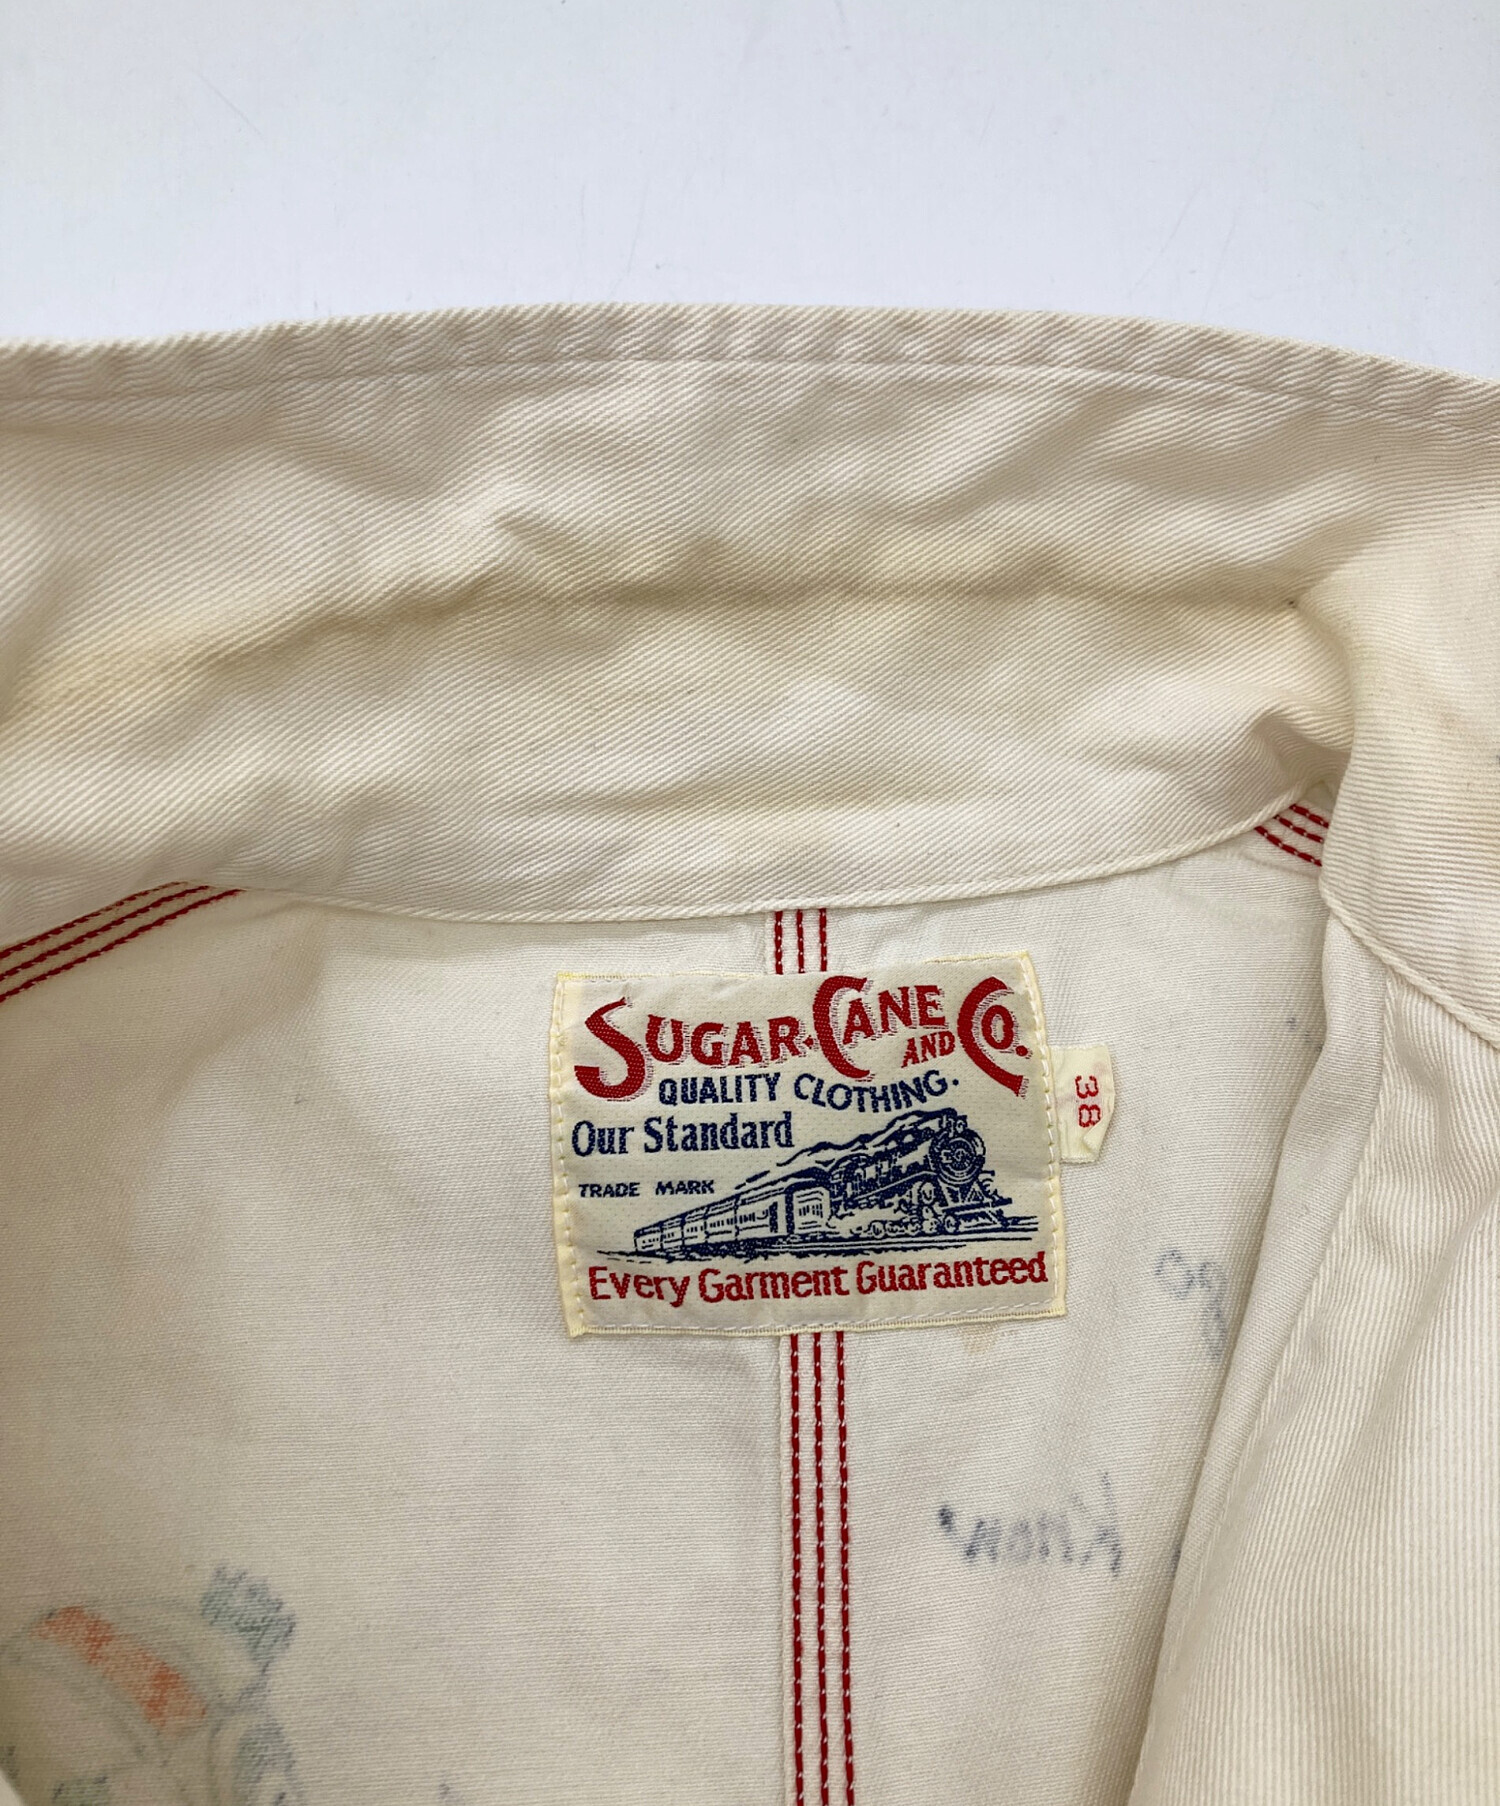 SUGAR CANE AND CO.
QUALITY CLOTHING.
Our Standard
TRADE MARK
Every Garment Guaranteed
38